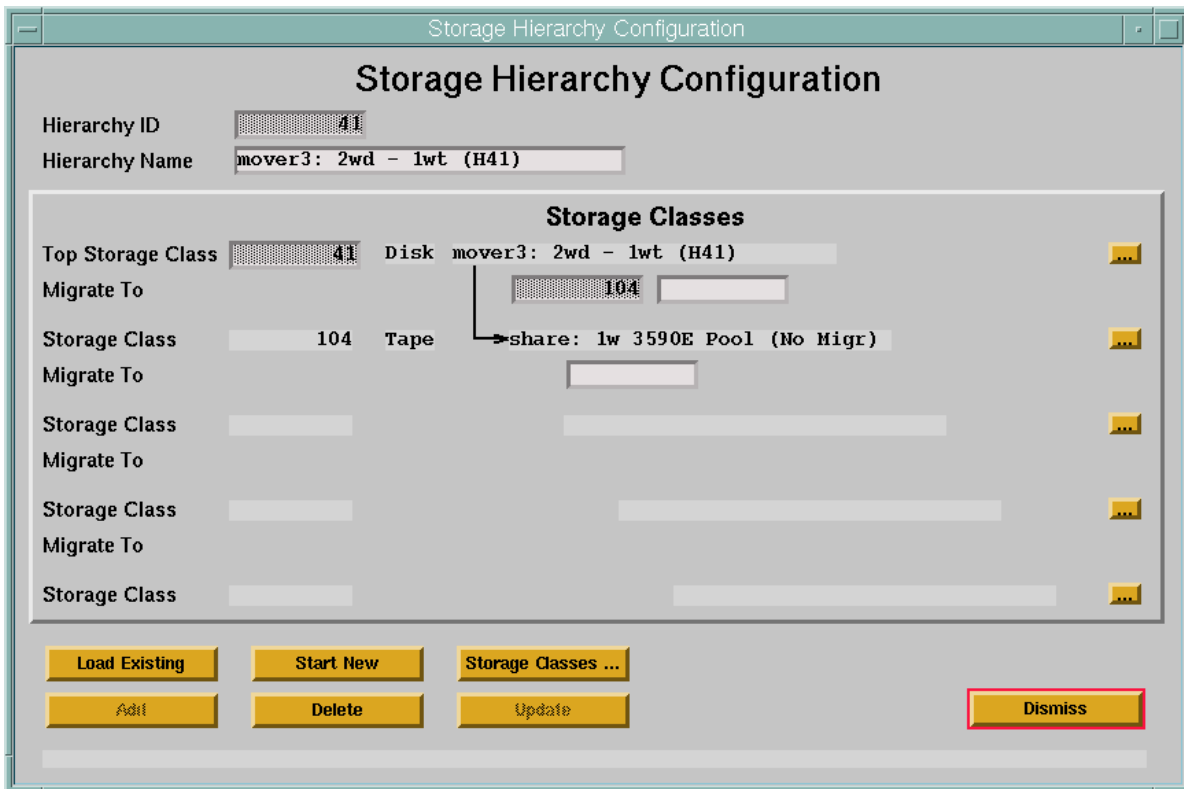 Storage Hierarchy Configuration
Storage Hierarchy Configuration
Hierarchy ID 41
Hierarchy Name mover3: 2wd - 1wt (H41)
Storage Classes
Top Storage Class 41 Disk mover3: 2wd - 1wt (H41) ...
Migrate To 104
Storage Class 104 Tape share: 1w 3590E Pool (No Migr) ...
Migrate To
Storage Class ...
Migrate To
Storage Class ...
Migrate To
Storage Class ...
Load Existing Start New Storage Classes ...
Add Delete Update Dismiss